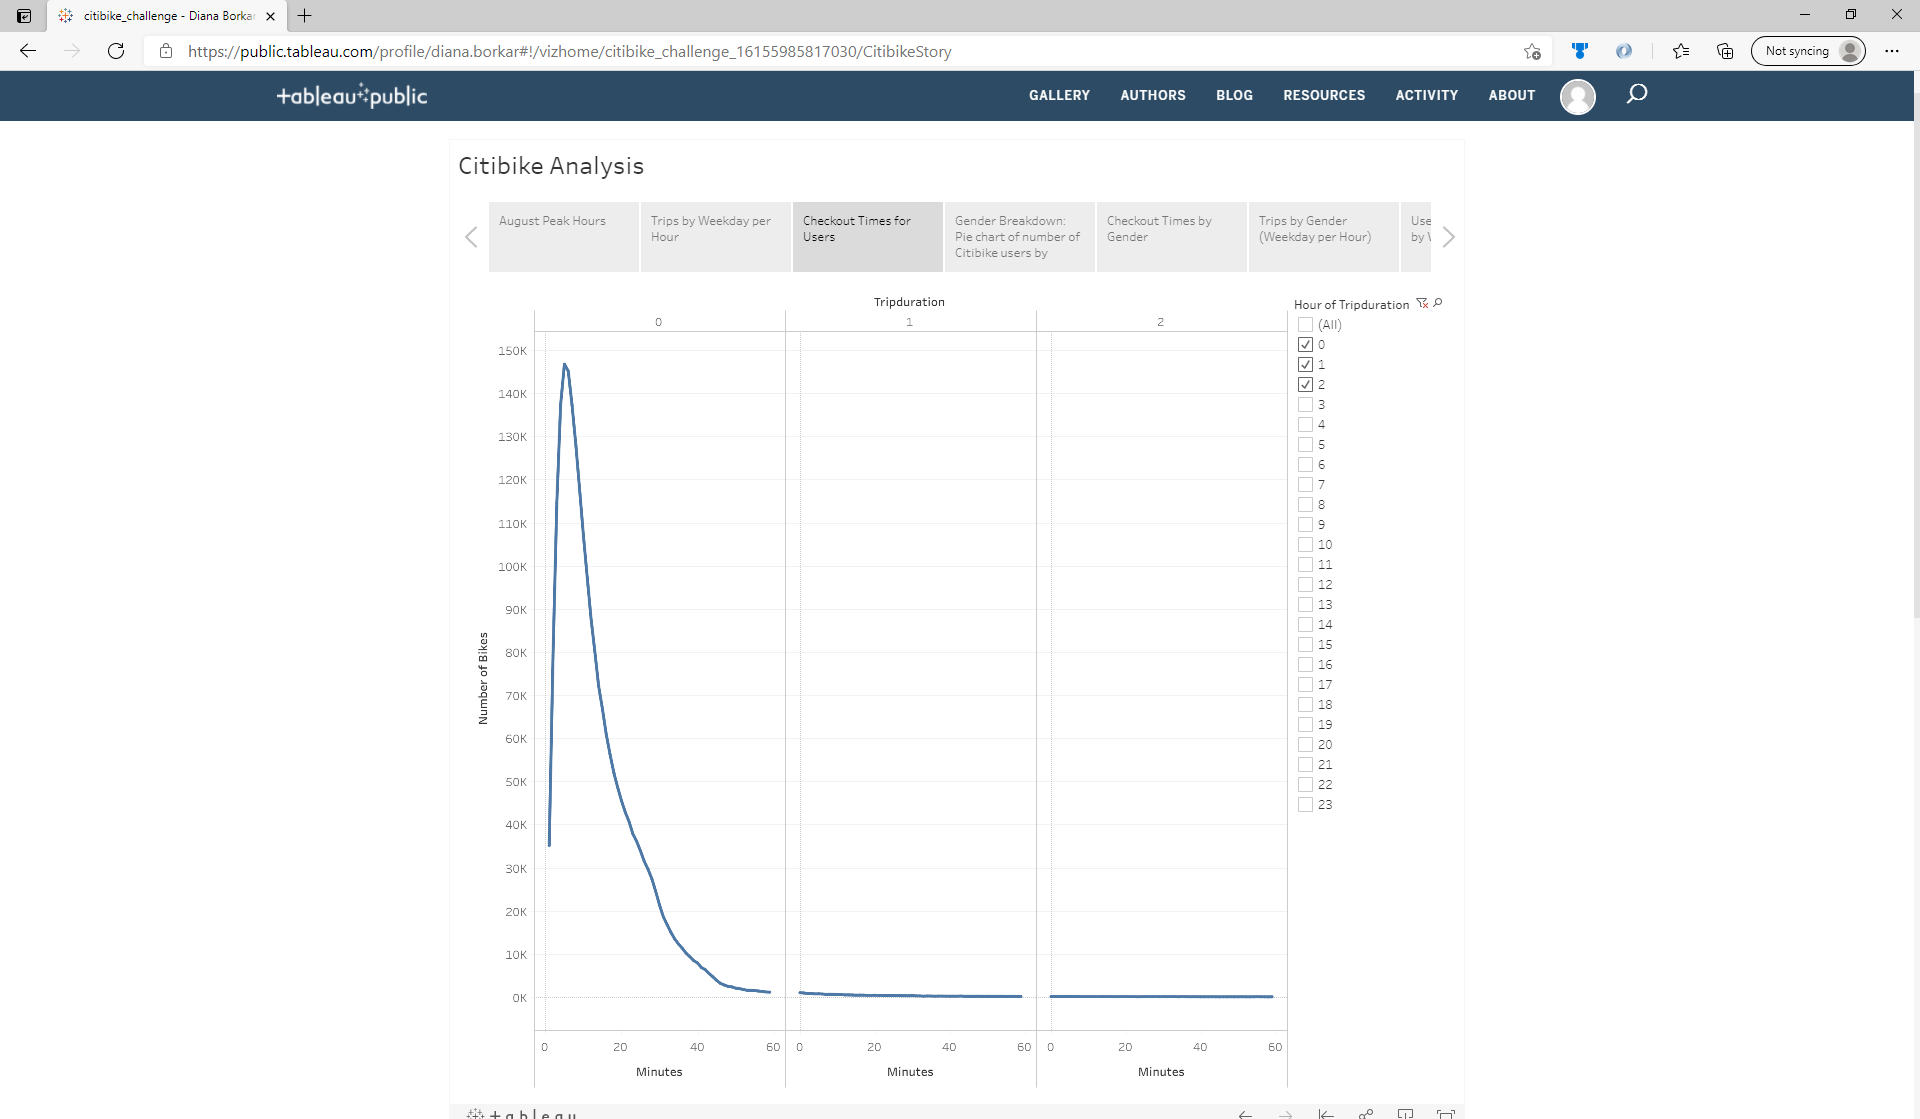 citibike_challenge - Diana Borkar
Not syncing
https://public.tableau.com/profile/diana.borkar#!/vizhome/citibike_challenge_16155985817030/CitibikeStory
tableau public
GALLERY AUTHORS BLOG RESOURCES ACTIVITY ABOUT
Citibike Analysis
August Peak Hours
Trips by Weekday per
Hour
Checkout Times for
Users
Gender Breakdown:
Pie chart of number of
Citibike users by
Checkout Times by
Gender
Trips by Gender
(Weekday per Hour)
Use
by W
Tripduration
0 1 2
150K
140K
130K
120K
110K
100K
90K
80K
70K
60K
50K
40K
30K
20K
10K
0K
Number of Bikes
0 20 40 60 0 20 40 60 0 20 40 60
Minutes Minutes Minutes
Hour of Tripduration
(All)
0
1
2
3
4
5
6
7
8
9
10
11
12
13
14
15
16
17
18
19
20
21
22
23
tableau